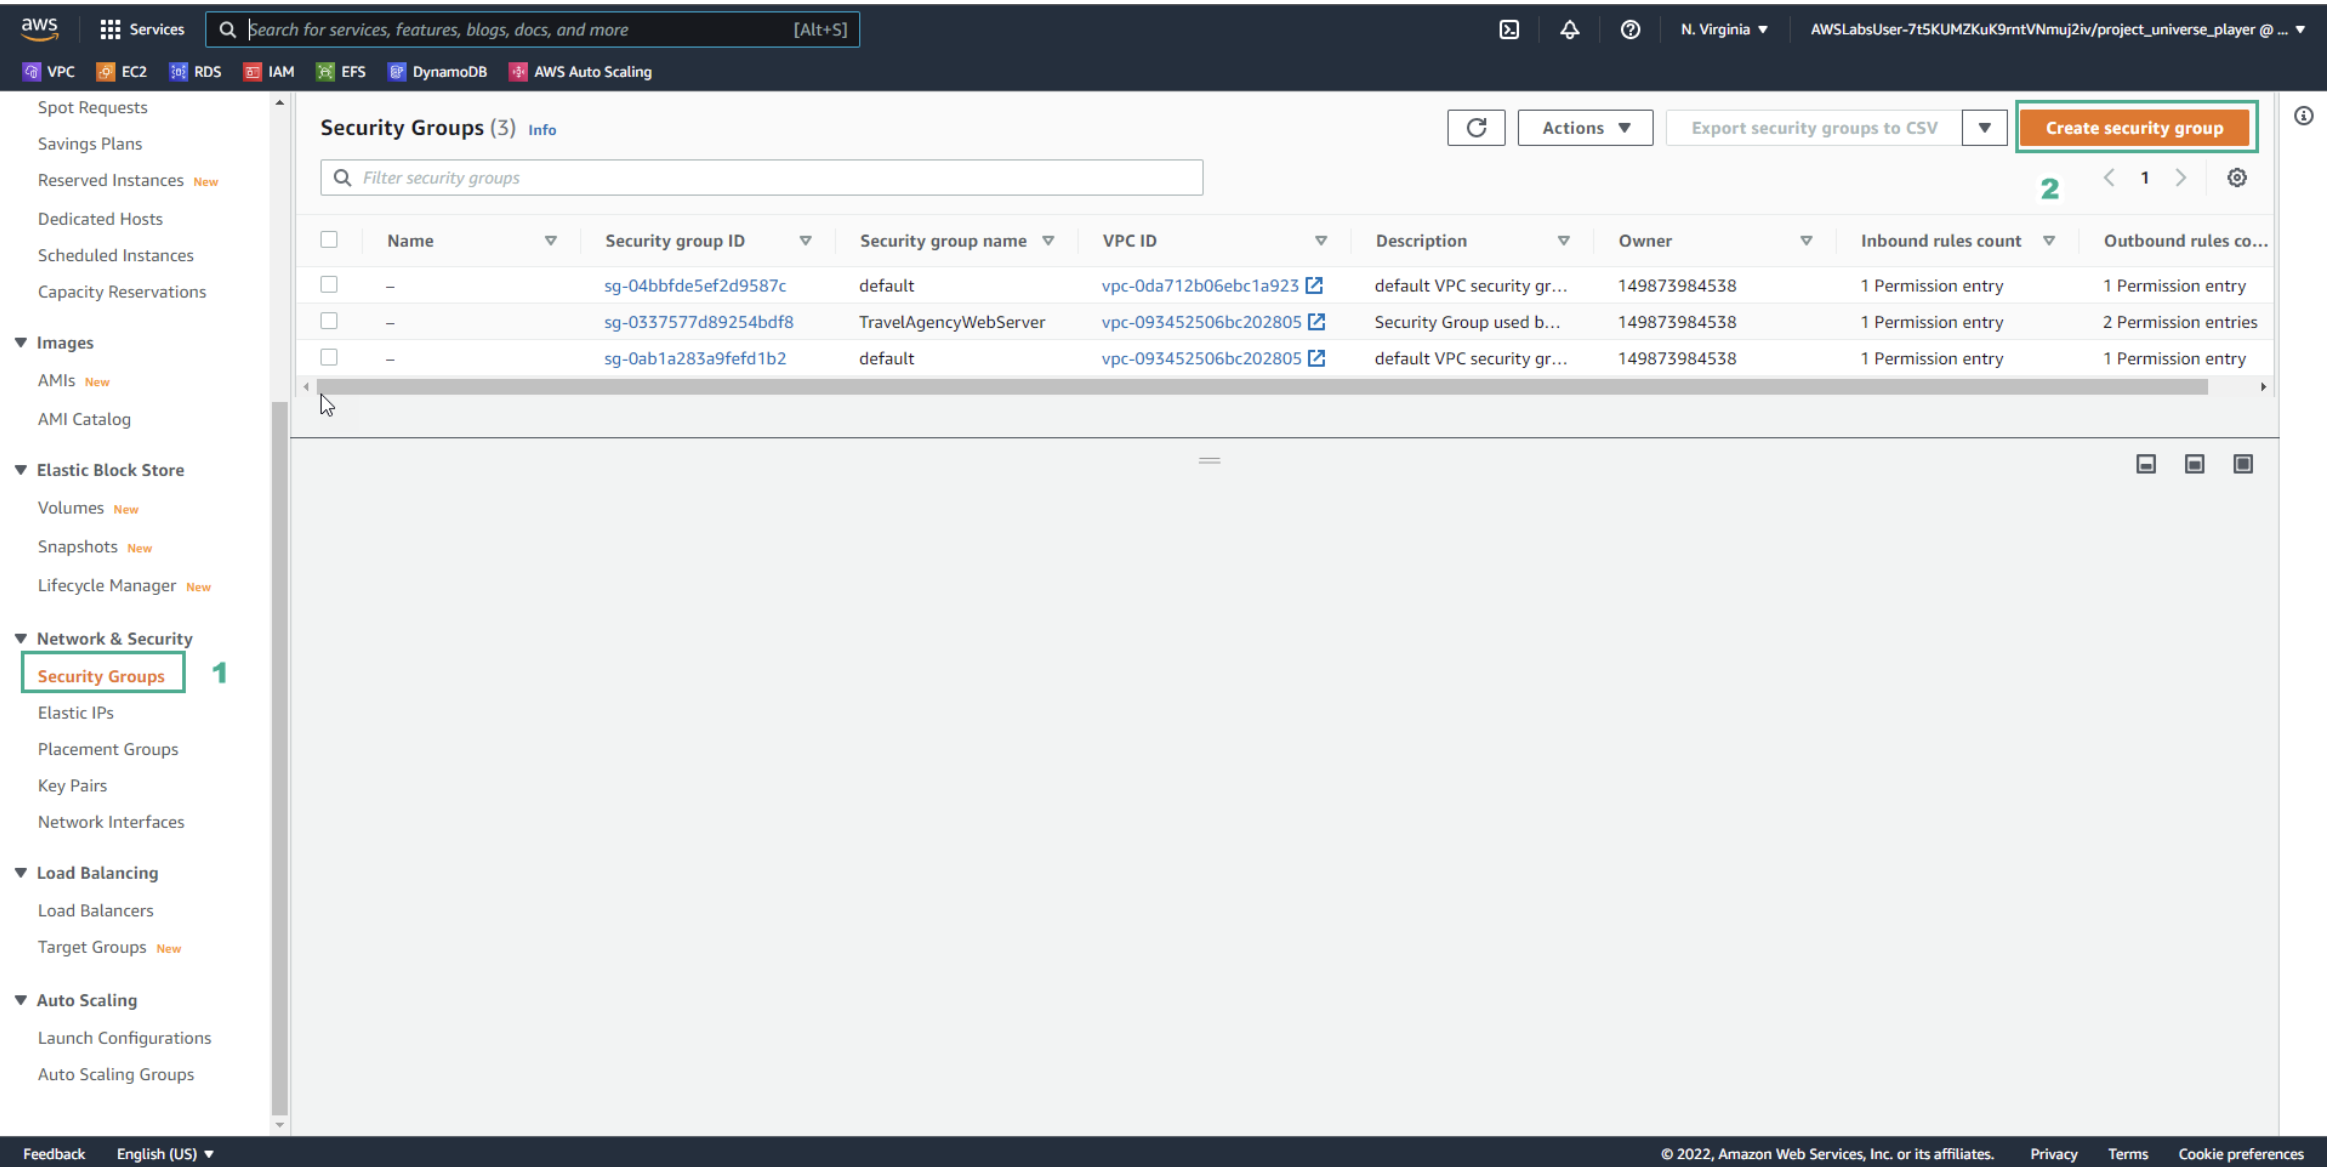 aws
Services
Search for services, features, blogs, docs, and more [Alt+S]
N. Virginia ▼
AWSLabsUser-7t5KUMZKuK9rntVNmuj2iv/project_universe_player @ ... ▼
VPC EC2 RDS IAM EFS DynamoDB AWS Auto Scaling
Spot Requests
Savings Plans
Reserved Instances New
Dedicated Hosts
Scheduled Instances
Capacity Reservations
▼ Images
AMIs New
AMI Catalog
▼ Elastic Block Store
Volumes New
Snapshots New
Lifecycle Manager New
▼ Network & Security
Security Groups 1
Elastic IPs
Placement Groups
Key Pairs
Network Interfaces
▼ Load Balancing
Load Balancers
Target Groups New
▼ Auto Scaling
Launch Configurations
Auto Scaling Groups
Security Groups (3) Info
Actions ▼
Export security groups to CSV ▼
Create security group
Filter security groups
2
1
Name Security group ID Security group name VPC ID Description Owner Inbound rules count Outbound rules co...
– sg-04bbfde5ef2d9587c default vpc-0da712b06ebc1a923 default VPC security gr... 149873984538 1 Permission entry 1 Permission entry
– sg-0337577d89254bdf8 TravelAgencyWebServer vpc-093452506bc202805 Security Group used b... 149873984538 1 Permission entry 2 Permission entries
– sg-0ab1a283a9fefd1b2 default vpc-093452506bc202805 default VPC security gr... 149873984538 1 Permission entry 1 Permission entry
Feedback English (US) ▼
© 2022, Amazon Web Services, Inc. or its affiliates. Privacy Terms Cookie preferences